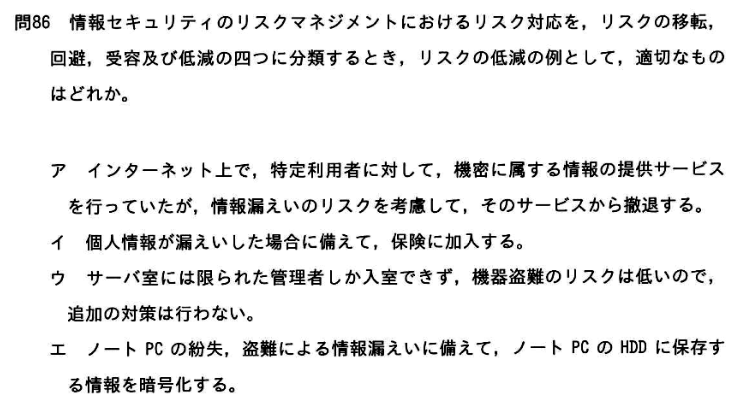 問86　情報セキュリティのリスクマネジメントにおけるリスク対応を，リスクの移転，
回避，受容及び低減の四つに分類するとき，リスクの低減の例として，適切なもの
はどれか。
ア　インターネット上で，特定利用者に対して，機密に属する情報の提供サービス
を行っていたが，情報漏えいのリスクを考慮して，そのサービスから撤退する。
イ　個人情報が漏えいした場合に備えて，保険に加入する。
ウ　サーバ室には限られた管理者しか入室できず，機器盗難のリスクは低いので，
追加の対策は行わない。
エ　ノート PC の紛失，盗難による情報漏えいに備えて，ノート PC の HDD に保存す
る情報を暗号化する。